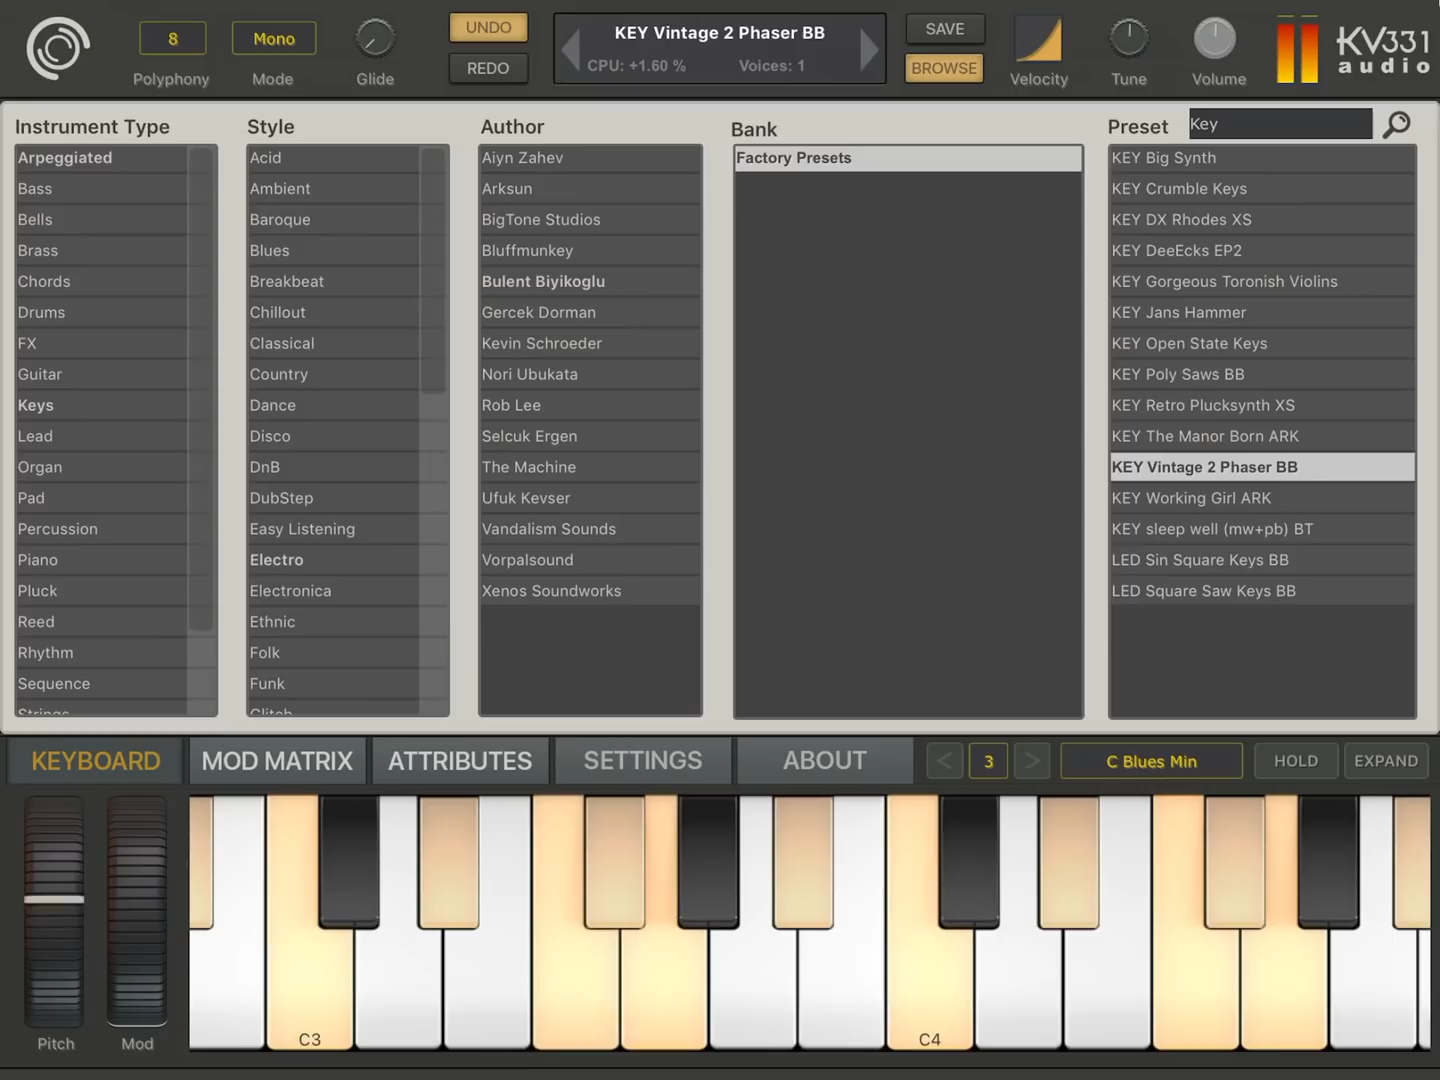 8
Mono
UNDO
REDO
KEY Vintage 2 Phaser BB
CPU: +1.60 %
Voices: 1
SAVE
BROWSE
KV331
audio
Polyphony
Mode
Glide
Velocity
Tune
Volume
Instrument Type
Arpeggiated
Bass
Bells
Brass
Chords
Drums
FX
Guitar
Keys
Lead
Organ
Pad
Percussion
Piano
Pluck
Reed
Rhythm
Sequence
Strings
Style
Acid
Ambient
Baroque
Blues
Breakbeat
Chillout
Classical
Country
Dance
Disco
DnB
DubStep
Easy Listening
Electro
Electronica
Ethnic
Folk
Funk
Glitch
Author
Aiyn Zahev
Arksun
BigTone Studios
Bluffmunkey
Bulent Biyikoglu
Gercek Dorman
Kevin Schroeder
Nori Ubukata
Rob Lee
Selcuk Ergen
The Machine
Ufuk Kevser
Vandalism Sounds
Vorpalsound
Xenos Soundworks
Bank
Factory Presets
Preset
Key
KEY Big Synth
KEY Crumble Keys
KEY DX Rhodes XS
KEY DeeEcks EP2
KEY Gorgeous Toronish Violins
KEY Jans Hammer
KEY Open State Keys
KEY Poly Saws BB
KEY Retro Plucksynth XS
KEY The Manor Born ARK
KEY Vintage 2 Phaser BB
KEY Working Girl ARK
KEY sleep well (mw+pb) BT
LED Sin Square Keys BB
LED Square Saw Keys BB
KEYBOARD
MOD MATRIX
ATTRIBUTES
SETTINGS
ABOUT
<
3
>
C Blues Min
HOLD
EXPAND
C3
C4
Pitch
Mod